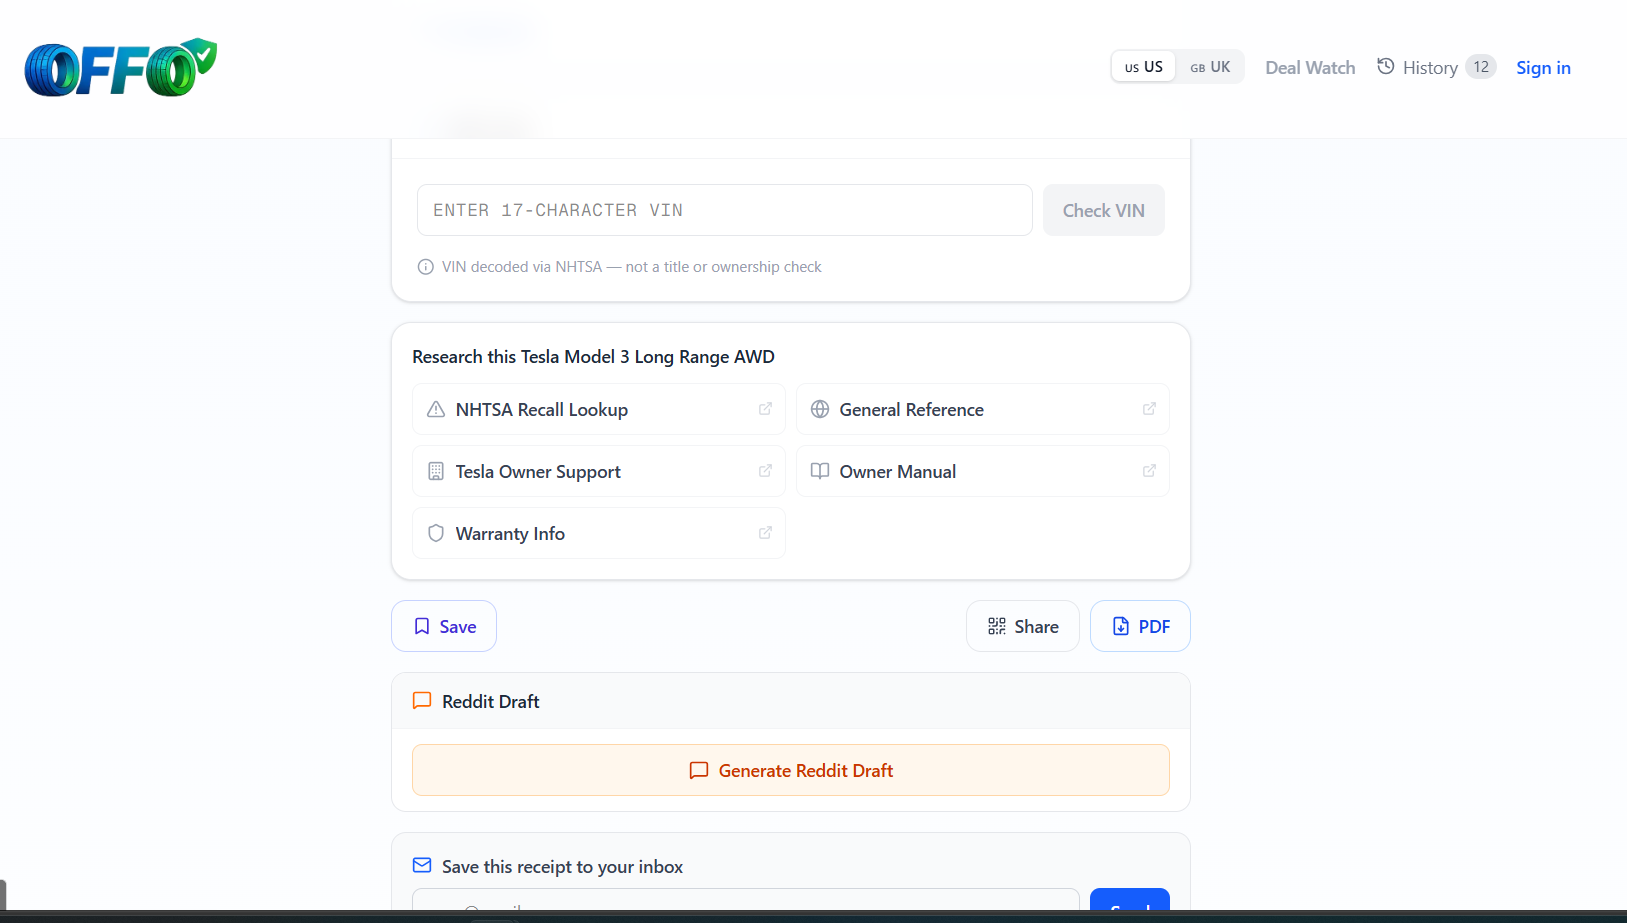 OFFO
US US
GB UK
Deal Watch
History 12
Sign in
ENTER 17-CHARACTER VIN
Check VIN
VIN decoded via NHTSA — not a title or ownership check
Research this Tesla Model 3 Long Range AWD
NHTSA Recall Lookup
General Reference
Tesla Owner Support
Owner Manual
Warranty Info
Save
Share
PDF
Reddit Draft
Generate Reddit Draft
Save this receipt to your inbox